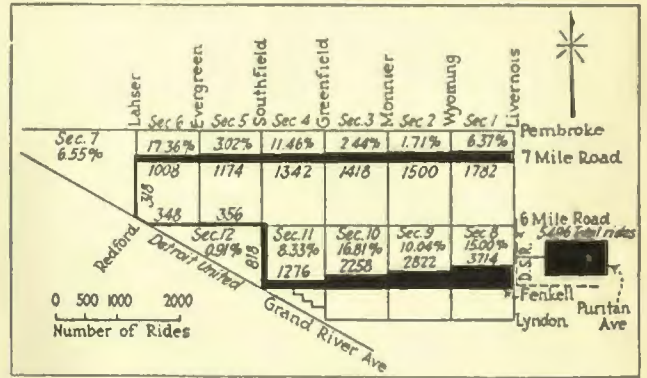 Lahser
Evergreen
Southfield
Greenfield
Monnier
Wyoming
Livernois
Sec. 7
6.55%
Sec. 6 Sec. 5 Sec. 4 Sec. 3 Sec. 2 Sec. 1
Pembroke
17.36% 3.02% 11.46% 2.44% 1.71% 6.37%
7 Mile Road
1008 1174 1342 1418 1500 1782
318
348 356
6 Mile Road
5496 Total rides
Redford
Detroit United
Sec. 12
0.91%
818
Sec. 11
8.33%
1276
Sec. 10
16.81%
2258
Sec. 9
10.04%
2822
Sec. 8
15.00%
3714
D.S.R.
Puritan
Ave
Fenkell
Lyndon
Grand River Ave
0 500 1000 2000
Number of Rides